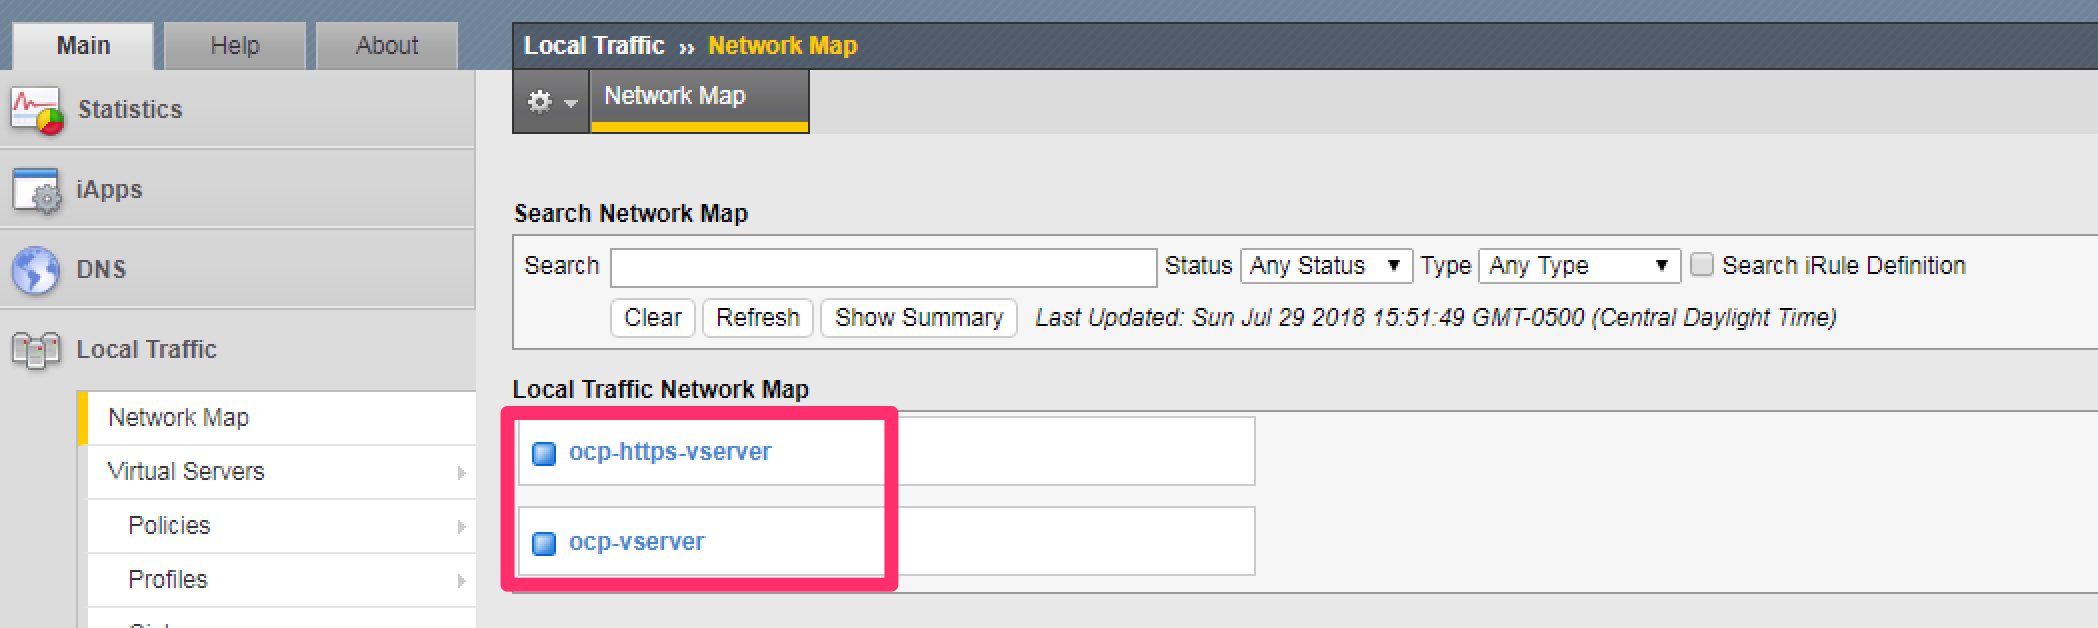 Main Help About
Local Traffic ›› Network Map
Network Map
Statistics
iApps
DNS
Local Traffic
Network Map
Virtual Servers
Policies
Profiles
Search Network Map
Search Status Any Status Type Any Type Search iRule Definition
Clear Refresh Show Summary Last Updated: Sun Jul 29 2018 15:51:49 GMT-0500 (Central Daylight Time)
Local Traffic Network Map
ocp-https-vserver
ocp-vserver